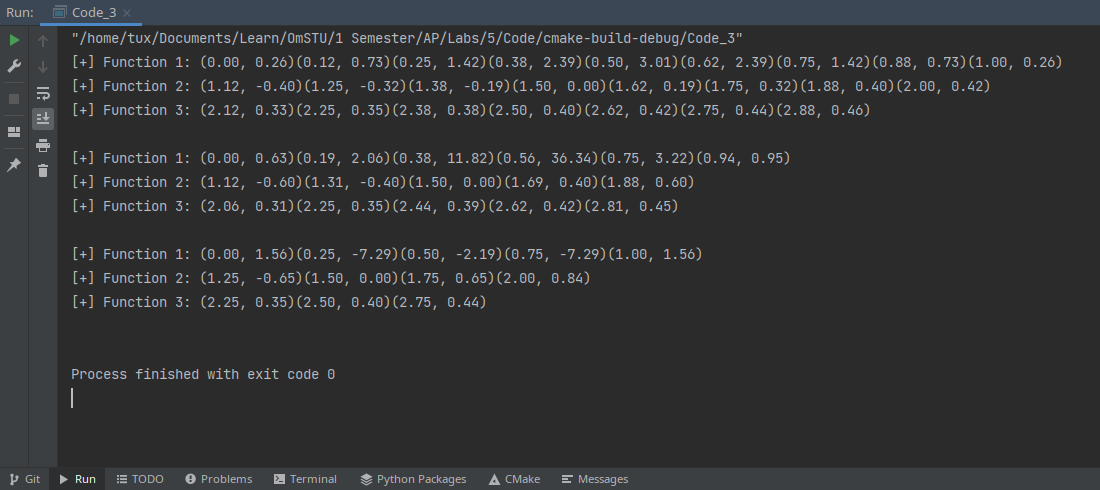 Run: Code_3
"/home/tux/Documents/Learn/OmSTU/1 Semester/AP/Labs/5/Code/cmake-build-debug/Code_3"
[+] Function 1: (0.00, 0.26)(0.12, 0.73)(0.25, 1.42)(0.38, 2.39)(0.50, 3.01)(0.62, 2.39)(0.75, 1.42)(0.88, 0.73)(1.00, 0.26)
[+] Function 2: (1.12, -0.40)(1.25, -0.32)(1.38, -0.19)(1.50, 0.00)(1.62, 0.19)(1.75, 0.32)(1.88, 0.40)(2.00, 0.42)
[+] Function 3: (2.12, 0.33)(2.25, 0.35)(2.38, 0.38)(2.50, 0.40)(2.62, 0.42)(2.75, 0.44)(2.88, 0.46)
[+] Function 1: (0.00, 0.63)(0.19, 2.06)(0.38, 11.82)(0.56, 36.34)(0.75, 3.22)(0.94, 0.95)
[+] Function 2: (1.12, -0.60)(1.31, -0.40)(1.50, 0.00)(1.69, 0.40)(1.88, 0.60)
[+] Function 3: (2.06, 0.31)(2.25, 0.35)(2.44, 0.39)(2.62, 0.42)(2.81, 0.45)
[+] Function 1: (0.00, 1.56)(0.25, -7.29)(0.50, -2.19)(0.75, -7.29)(1.00, 1.56)
[+] Function 2: (1.25, -0.65)(1.50, 0.00)(1.75, 0.65)(2.00, 0.84)
[+] Function 3: (2.25, 0.35)(2.50, 0.40)(2.75, 0.44)
Process finished with exit code 0
Git Run TODO Problems Terminal Python Packages CMake Messages